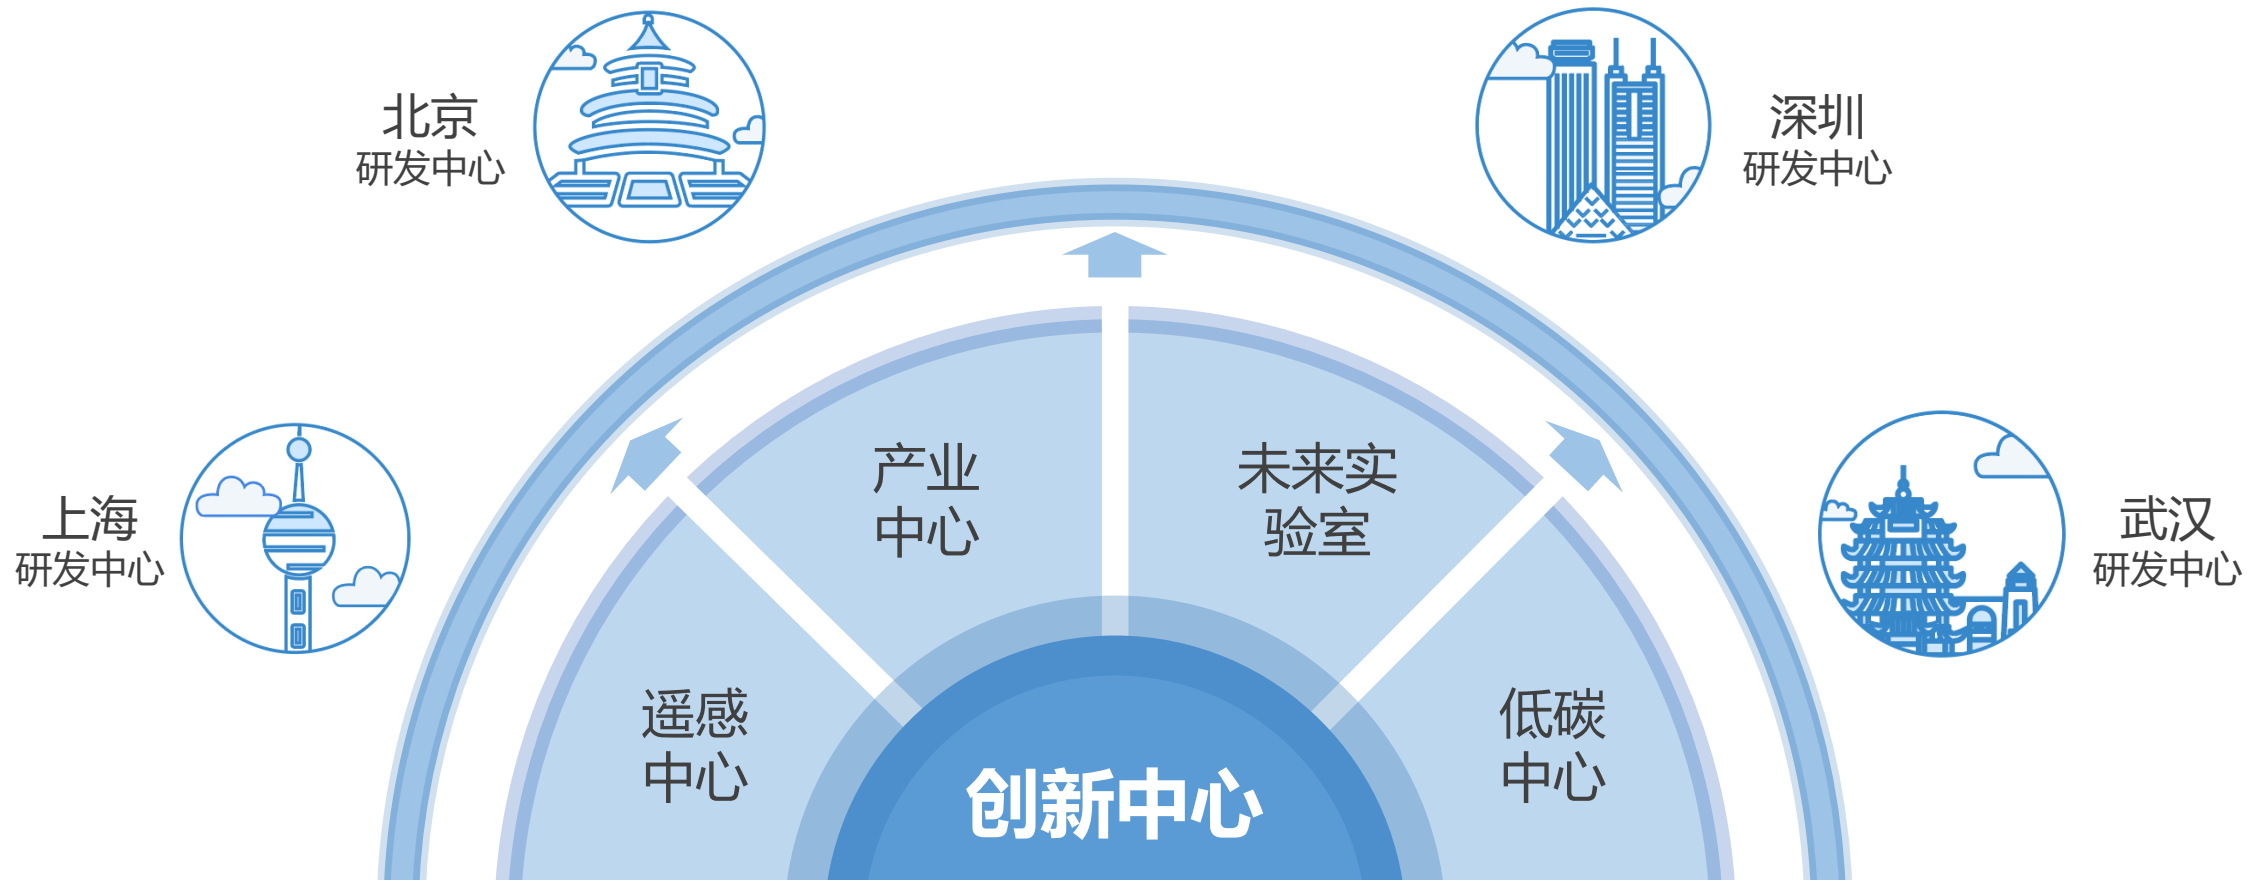 北京
研发中心
深圳
研发中心
上海
研发中心
武汉
研发中心
产业
中心
未来实
验室
遥感
中心
低碳
中心
创新中心